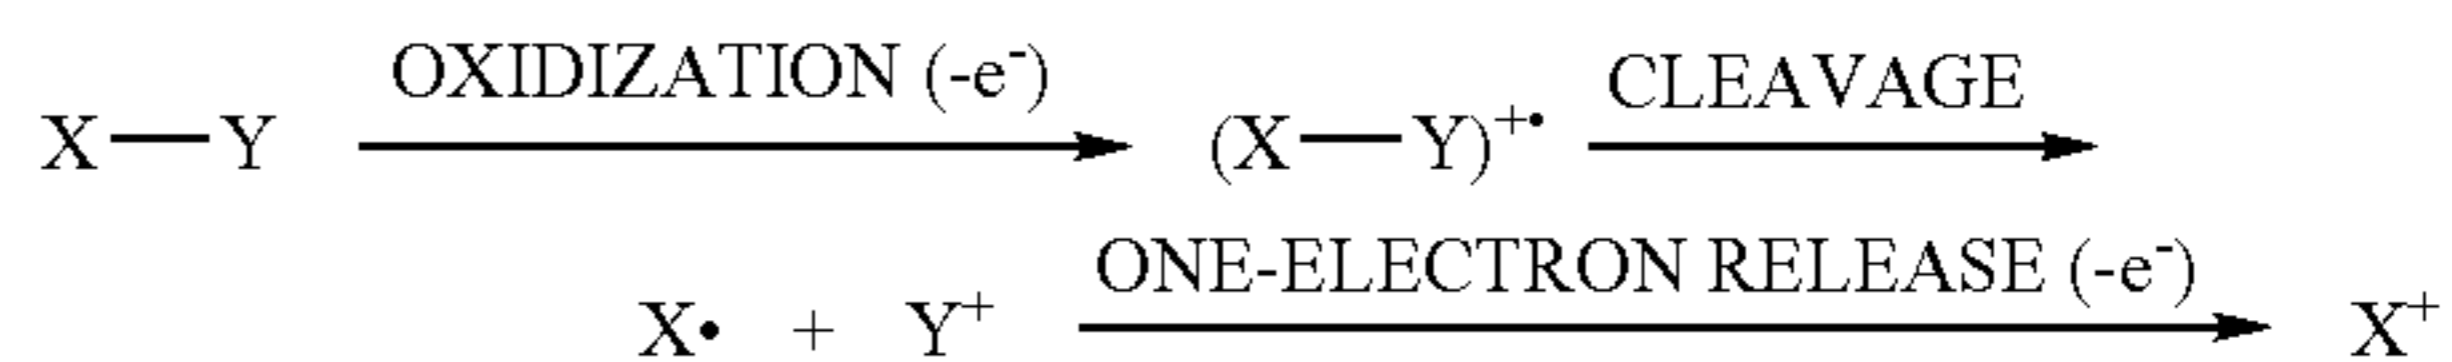 OXIDIZATION (-e⁻) CLEAVAGE
X—Y (X—Y)⁺•
ONE-ELECTRON RELEASE (-e⁻)
X• + Y⁺ X⁺